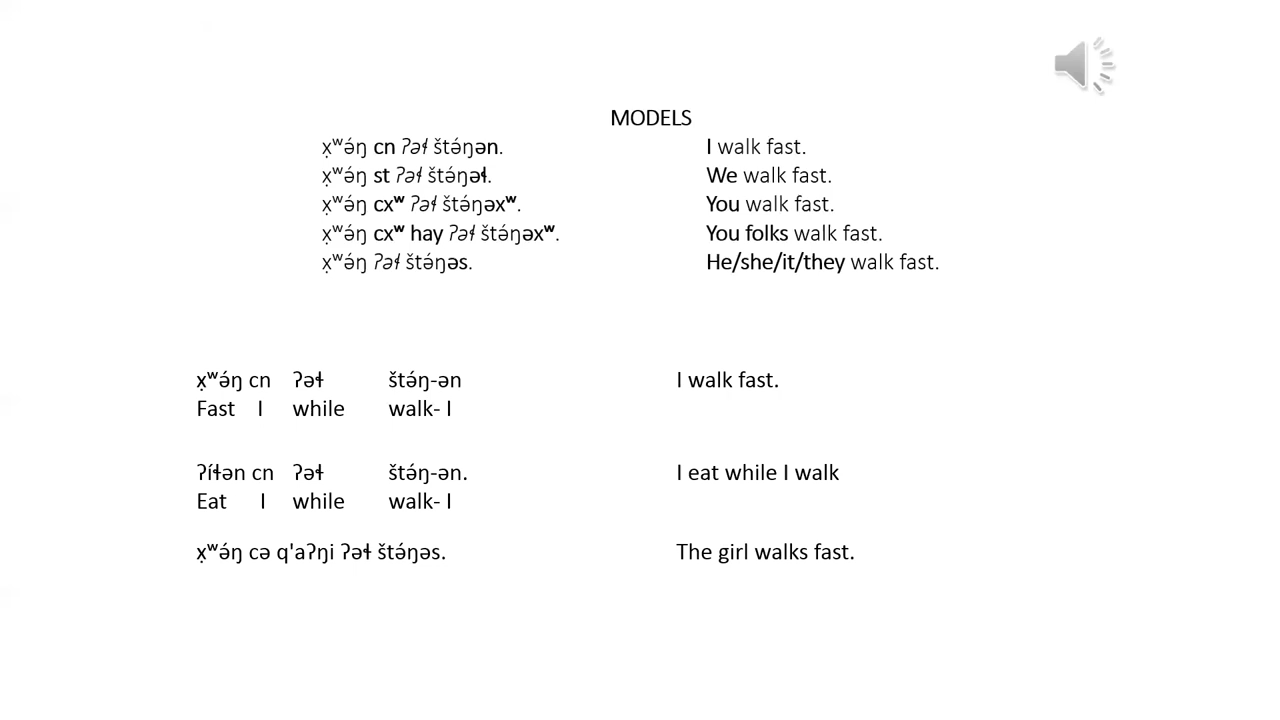 MODELS
x̣ʷə́ŋ cn ʔəɬ štə́ŋən. I walk fast.
x̣ʷə́ŋ st ʔəɬ štə́ŋəɬ. We walk fast.
x̣ʷə́ŋ cxʷ ʔəɬ štə́ŋəxʷ. You walk fast.
x̣ʷə́ŋ cxʷ hay ʔəɬ štə́ŋəxʷ. You folks walk fast.
x̣ʷə́ŋ ʔəɬ štə́ŋəs. He/she/it/they walk fast.
x̣ʷə́ŋ cn ʔəɬ štə́ŋ-ən I walk fast.
Fast I while walk- I
ʔíɬən cn ʔəɬ štə́ŋ-ən. I eat while I walk
Eat I while walk- I
x̣ʷə́ŋ cə q'aʔŋi ʔəɬ štə́ŋəs. The girl walks fast.